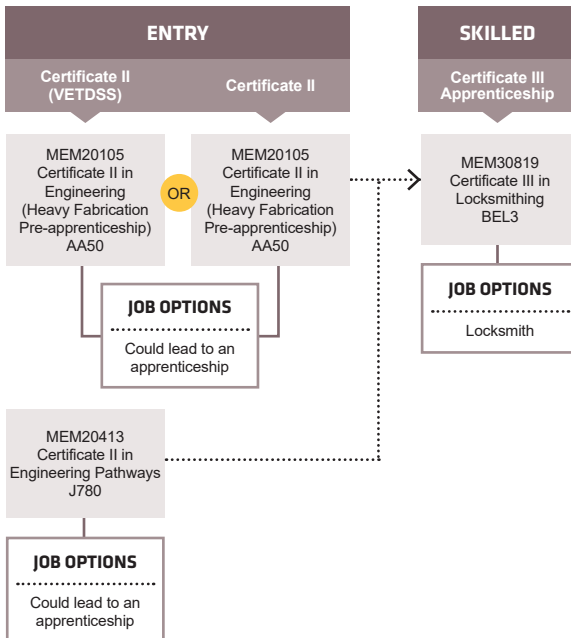 ENTRY
SKILLED
Certificate II
(VETDSS)
Certificate II
Certificate III
Apprenticeship
MEM20105
Certificate II in
Engineering
(Heavy Fabrication
Pre-apprenticeship)
AA50
OR
MEM20105
Certificate II in
Engineering
(Heavy Fabrication
Pre-apprenticeship)
AA50
MEM30819
Certificate III in
Locksmithing
BEL3
JOB OPTIONS
Could lead to an
apprenticeship
JOB OPTIONS
Locksmith
MEM20413
Certificate II in
Engineering Pathways
J780
JOB OPTIONS
Could lead to an
apprenticeship